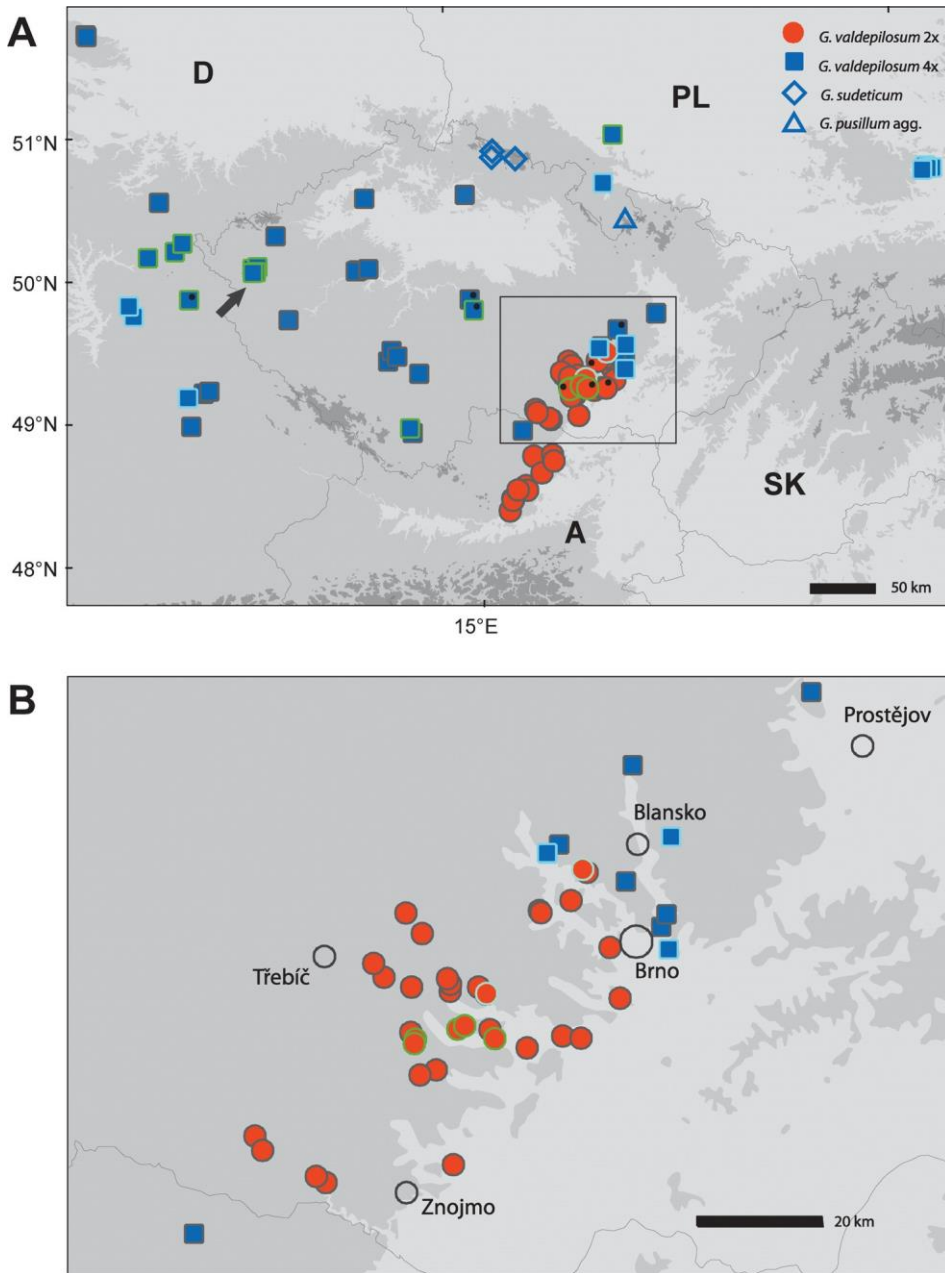 A
D
PL
G. valdepilosum 2x
G. valdepilosum 4x
G. sudeticum
G. pusillum agg.
51°N
50°N
49°N
48°N
SK
A
50 km
15°E
B
Prostějov
Blansko
Třebíč
Brno
Znojmo
20 km